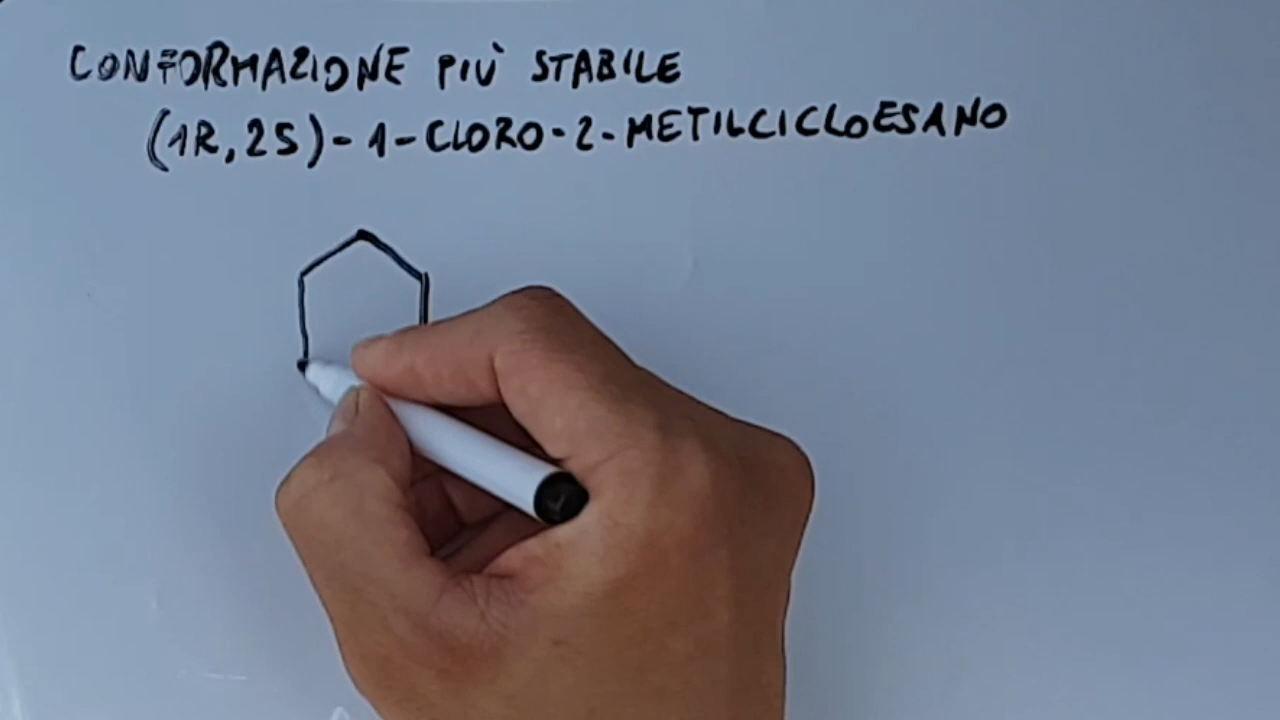 CONFORMAZIONE PIÙ STABILE
(1R,2S)-1-CLORO-2-METILCICLOESANO